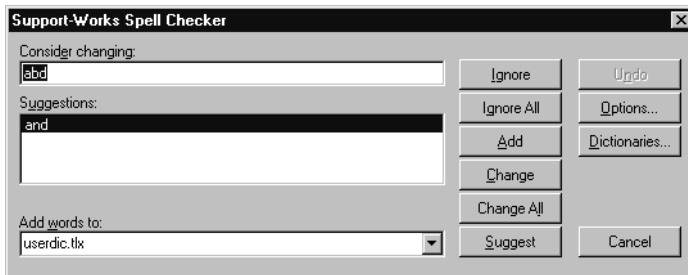 Support-Works Spell Checker
Consider changing:
abd
Ignore
Undo
Suggestions:
Ignore All
Options...
and
Add
Dictionaries...
Change
Change All
Add words to:
userdic.tlx
Suggest
Cancel